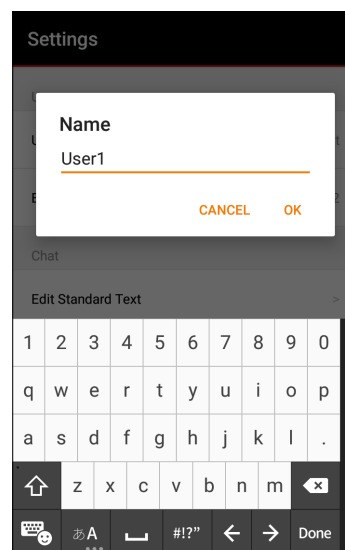 Settings
Name
User1
CANCEL OK
Chat
Edit Standard Text >
1 2 3 4 5 6 7 8 9 0
q w e r t y u i o p
a s d f g h j k l .
z x c v b n m
あA #!?” Done